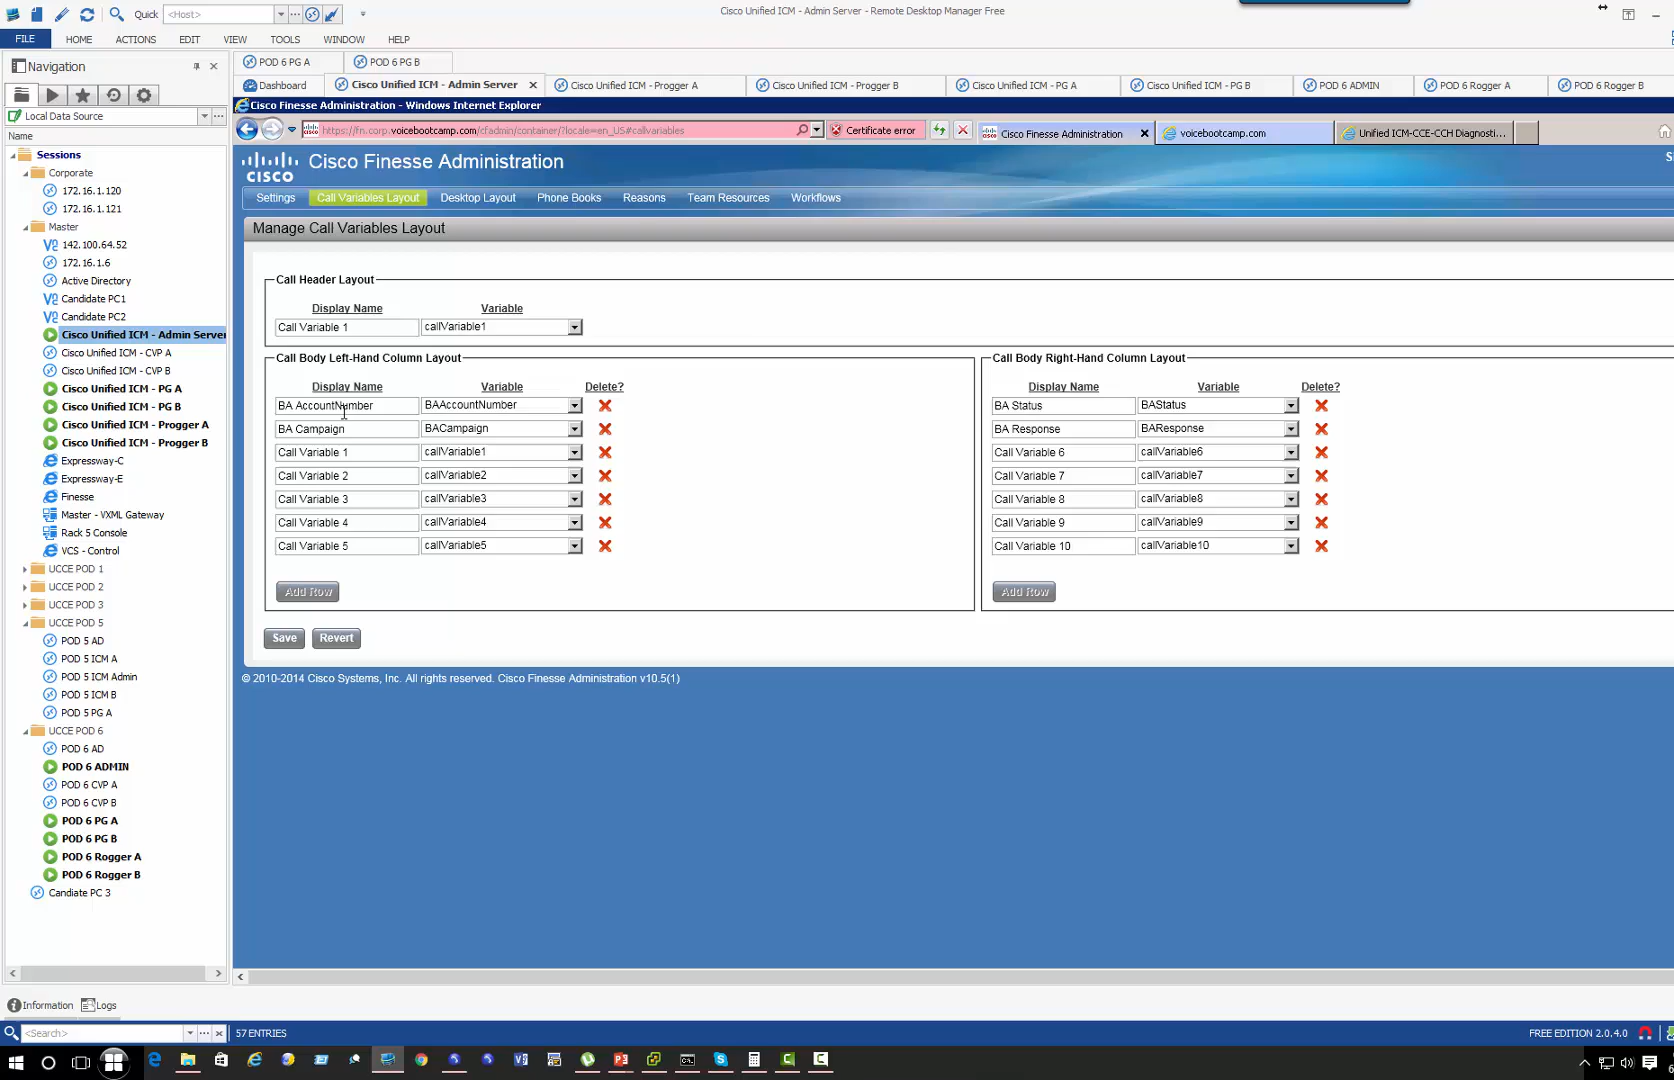 Quick
<Host>
Cisco Unified ICM - Admin Server - Remote Desktop Manager Free
FILE HOME ACTIONS EDIT VIEW TOOLS WINDOW HELP
Navigation
POD 6 PG A POD 6 PG B
Dashboard Cisco Unified ICM - Admin Server Cisco Unified ICM - Progger A Cisco Unified ICM - Progger B Cisco Unified ICM - PG A Cisco Unified ICM - PG B POD 6 ADMIN POD 6 Rogger A POD 6 Rogger B
Cisco Finesse Administration - Windows Internet Explorer
Local Data Source
https://fn.corp.voicebootcamp.com/cfadmin/container/?locale=en_US#callvariables
Certificate error
Cisco Finesse Administration
voicebootcamp.com
Unified ICM-CCE-CCH Diagnosti...
Name
Sessions
Corporate
172.16.1.120
172.16.1.121
Master
142.100.64.52
172.16.1.6
Active Directory
Candidate PC1
Candidate PC2
Cisco Unified ICM - Admin Server
Cisco Unified ICM - CVP A
Cisco Unified ICM - CVP B
Cisco Unified ICM - PG A
Cisco Unified ICM - PG B
Cisco Unified ICM - Progger A
Cisco Unified ICM - Progger B
Expressway-C
Expressway-E
Finesse
Master - VXML Gateway
Rack 5 Console
VCS - Control
UCCE POD 1
UCCE POD 2
UCCE POD 3
UCCE POD 5
POD 5 AD
POD 5 ICM A
POD 5 ICM Admin
POD 5 ICM B
POD 5 PG A
UCCE POD 6
POD 6 AD
POD 6 ADMIN
POD 6 CVP A
POD 6 CVP B
POD 6 PG A
POD 6 PG B
POD 6 Rogger A
POD 6 Rogger B
Candiate PC 3
CISCO
Cisco Finesse Administration
Settings Call Variables Layout Desktop Layout Phone Books Reasons Team Resources Workflows
Manage Call Variables Layout
Call Header Layout
Display Name Variable
Call Variable 1 callVariable1
Call Body Left-Hand Column Layout
Display Name Variable Delete?
BA AccountNumber BAAccountNumber
BA Campaign BACampaign
Call Variable 1 callVariable1
Call Variable 2 callVariable2
Call Variable 3 callVariable3
Call Variable 4 callVariable4
Call Variable 5 callVariable5
Add Row
Call Body Right-Hand Column Layout
Display Name Variable Delete?
BA Status BAStatus
BA Response BAResponse
Call Variable 6 callVariable6
Call Variable 7 callVariable7
Call Variable 8 callVariable8
Call Variable 9 callVariable9
Call Variable 10 callVariable10
Add Row
Save Revert
© 2010-2014 Cisco Systems, Inc. All rights reserved. Cisco Finesse Administration v10.5(1)
Information Logs
<Search>
57 ENTRIES
FREE EDITION 2.0.4.0